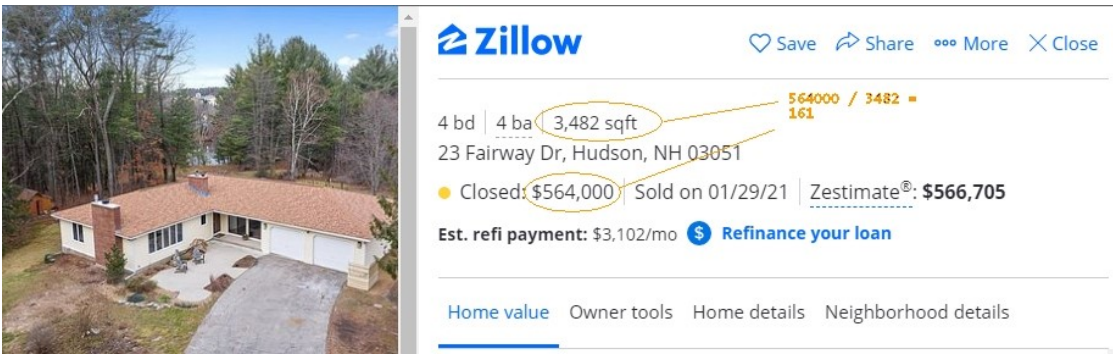 Zillow
Save Share More Close
564000 / 3482 =
161
4 bd 4 ba 3,482 sqft
23 Fairway Dr, Hudson, NH 03051
Closed: $564,000 Sold on 01/29/21 Zestimate®: $566,705
Est. refi payment: $3,102/mo $ Refinance your loan
Home value Owner tools Home details Neighborhood details